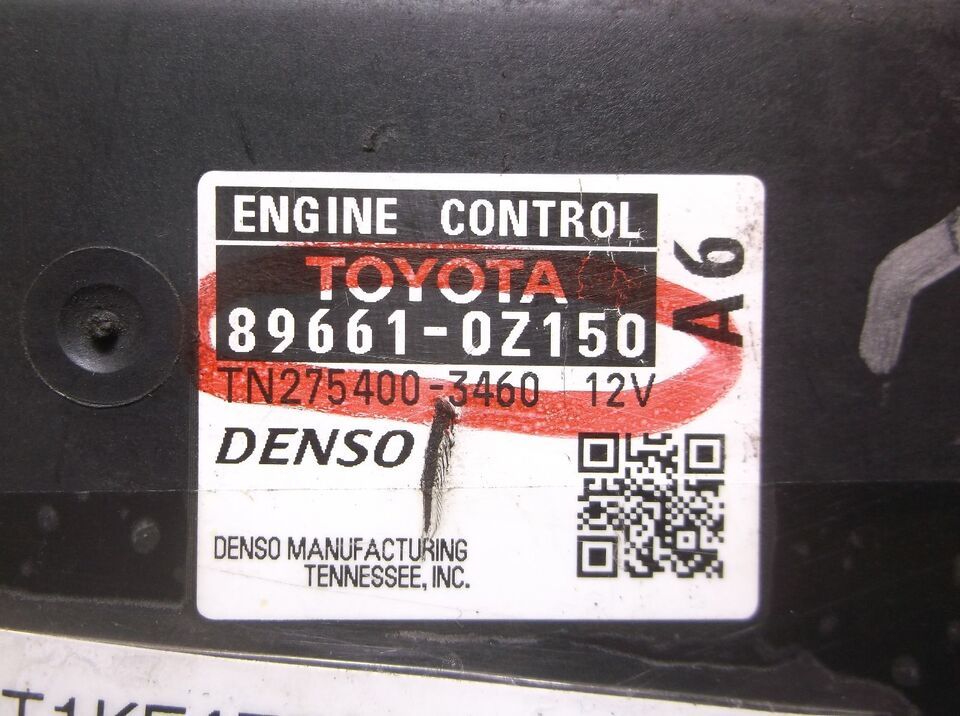 ENGINE CONTROL
TOYOTA
89661-0Z150
A6
TN275400-3460 12V
DENSO
DENSO MANUFACTURING
TENNESSEE, INC.